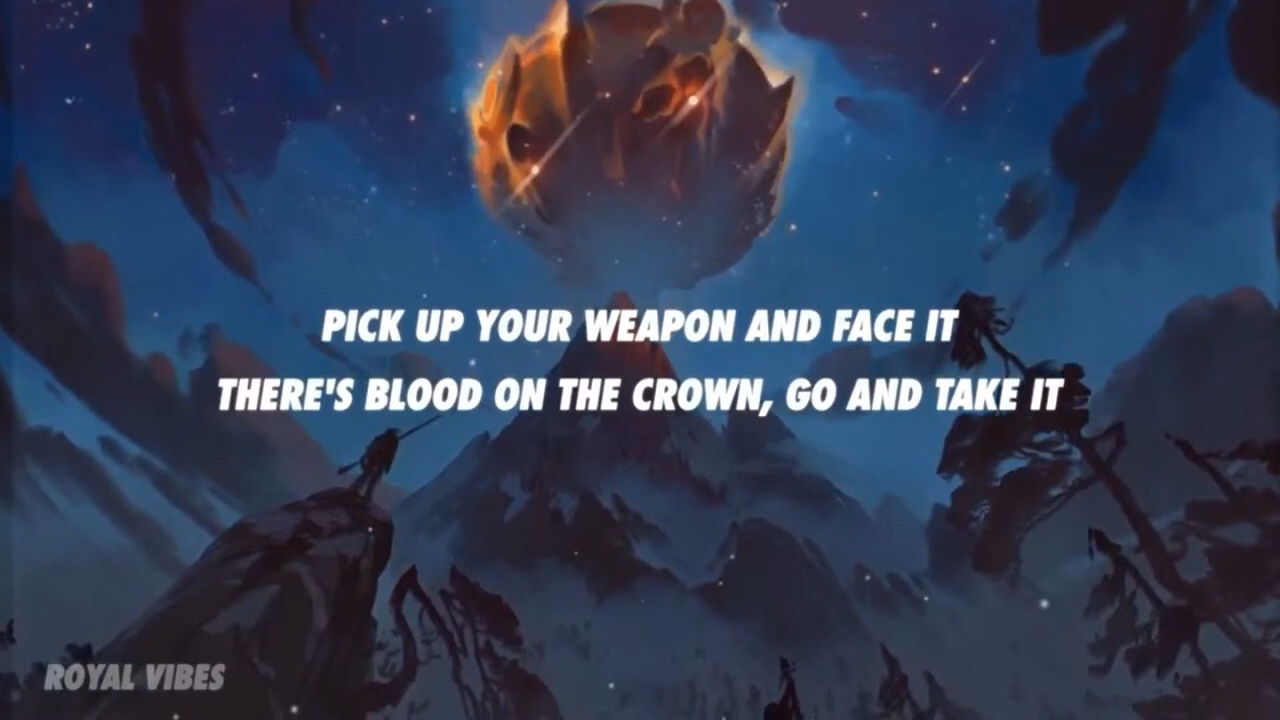 PICK UP YOUR WEAPON AND FACE IT
THERE'S BLOOD ON THE CROWN, GO AND TAKE IT
ROYAL VIBES